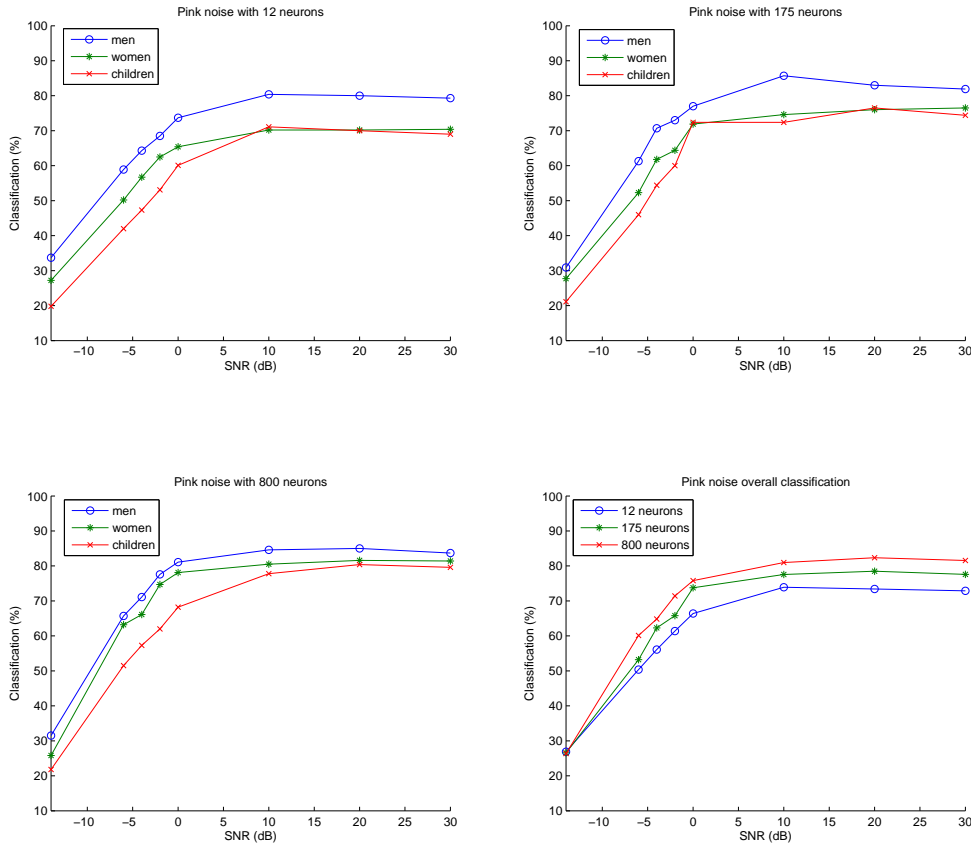 Pink noise with 12 neurons
100
90
80
70
60
50
40
30
20
10
Classification (%)
men
women
children
−10 −5 0 5 10 15 20 25 30
SNR (dB)
Pink noise with 175 neurons
100
90
80
70
60
50
40
30
20
10
Classification (%)
men
women
children
−10 −5 0 5 10 15 20 25 30
SNR (dB)
Pink noise with 800 neurons
100
90
80
70
60
50
40
30
20
10
Classification (%)
men
women
children
−10 −5 0 5 10 15 20 25 30
SNR (dB)
Pink noise overall classification
100
90
80
70
60
50
40
30
20
10
Classification (%)
12 neurons
175 neurons
800 neurons
−10 −5 0 5 10 15 20 25 30
SNR (dB)